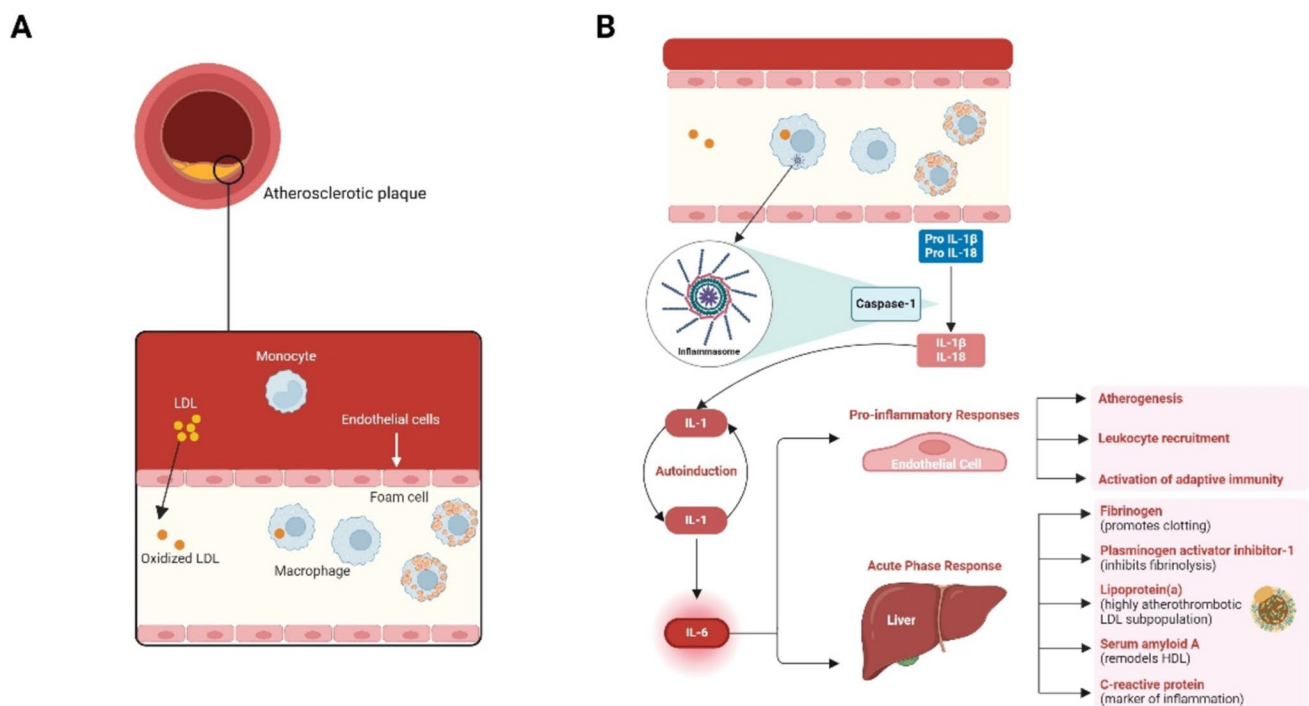 A
Atherosclerotic plaque
Monocyte
LDL
Endothelial cells
Foam cell
Oxidized LDL
Macrophage
B
Pro IL-1β
Pro IL-18
Caspase-1
Inflammasome
IL-1β
IL-18
IL-1
Autoinduction
IL-1
IL-6
Pro-inflammatory Responses
Endothelial Cell
Atherogenesis
Leukocyte recruitment
Activation of adaptive immunity
Acute Phase Response
Liver
Fibrinogen
(promotes clotting)
Plasminogen activator inhibitor-1
(inhibits fibrinolysis)
Lipoprotein(a)
(highly atherothrombotic
LDL subpopulation)
Serum amyloid A
(remodels HDL)
C-reactive protein
(marker of inflammation)